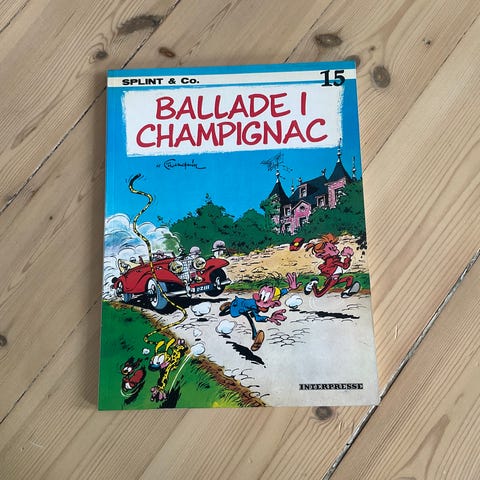 SPLINT & Co.
15
BALLADE I
CHAMPIGNAC
INTERPRESSE